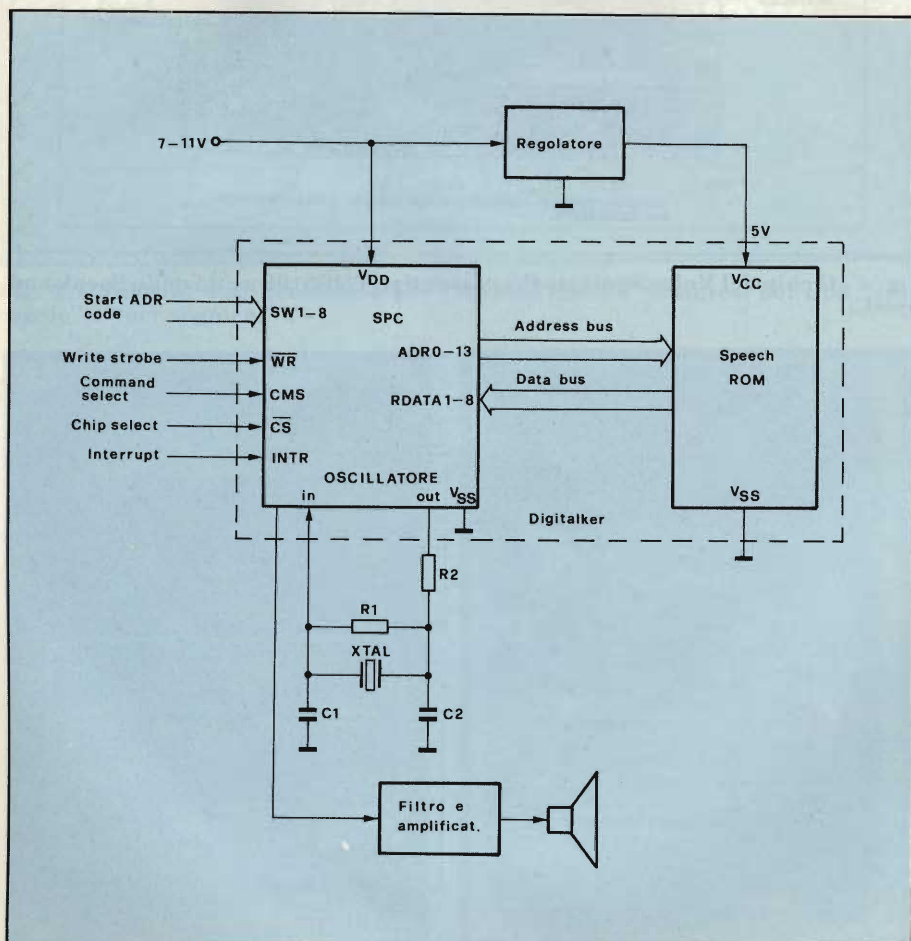 7-11V
Regolatore
5V
VDD
SPC
VCC
Start ADR
code
SW1-8
Address bus
ADR0-13
Speech
ROM
Write strobe
WR
Data bus
Command
select
CMS
RDATA1-8
Chip select
CS
Interrupt
INTR
OSCILLATORE
in
out
VSS
VSS
Digitalker
R2
R1
XTAL
C1
C2
Filtro e
amplificat.